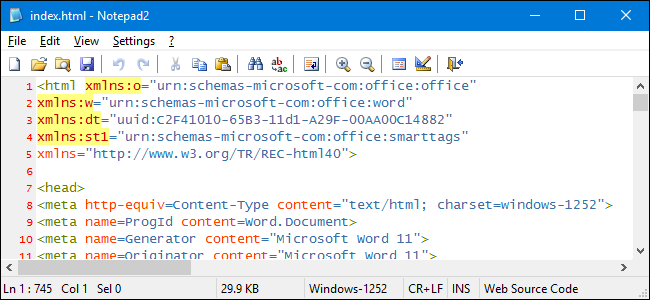 index.html - Notepad2
File Edit View Settings ?
1 <html xmlns:o="urn:schemas-microsoft-com:office:office"
2 xmlns:w="urn:schemas-microsoft-com:office:word"
3 xmlns:dt="uuid:C2F41010-65B3-11d1-A29F-00AA00C14882"
4 xmlns:st1="urn:schemas-microsoft-com:office:smarttags"
5 xmlns="http://www.w3.org/TR/REC-html40">
6
7 <head>
8 <meta http-equiv=Content-Type content="text/html; charset=windows-1252">
9 <meta name=ProgId content=Word.Document>
10 <meta name=Generator content="Microsoft Word 11">
11 <meta name=Originator content="Microsoft Word 11">
Ln 1 : 745 Col 1 Sel 0 29.9 KB Windows-1252 CR+LF INS Web Source Code